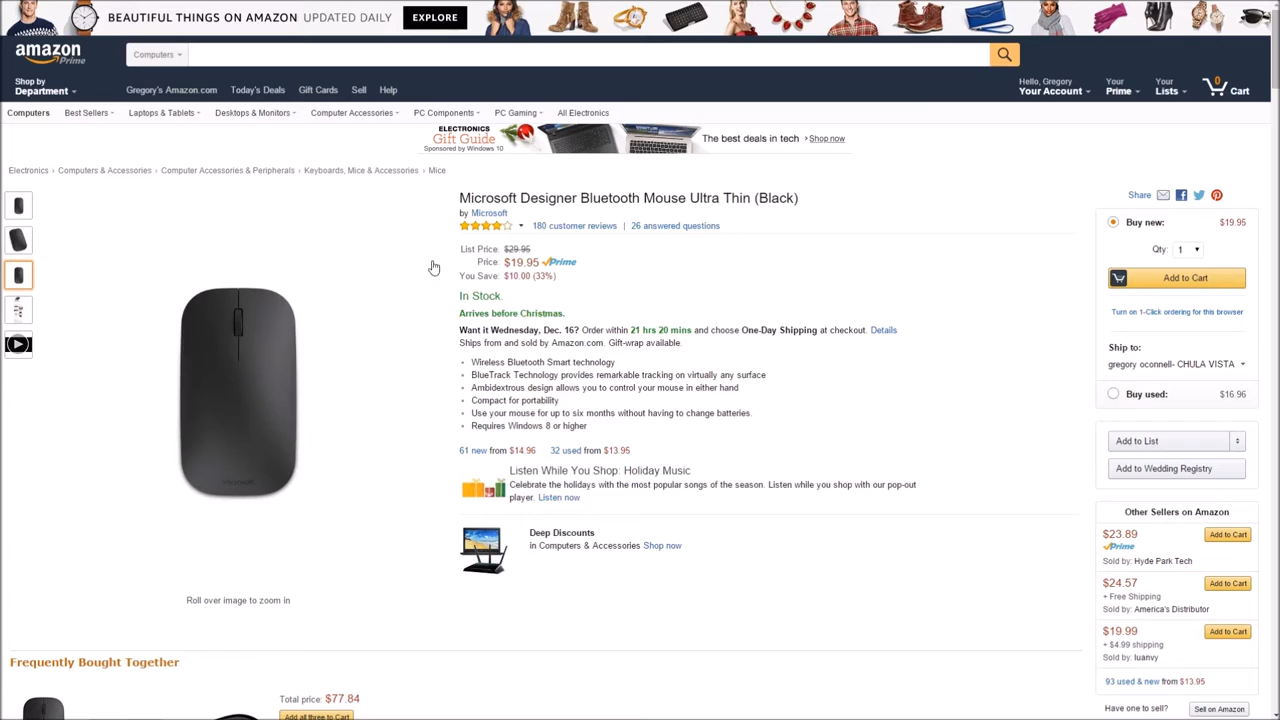 BEAUTIFUL THINGS ON AMAZON UPDATED DAILY EXPLORE
amazon
Prime
Computers
Shop by
Department
Gregory's Amazon.com Today's Deals Gift Cards Sell Help
Hello, Gregory
Your Account
Your
Prime
Your
Lists
0
Cart
Computers Best Sellers Laptops & Tablets Desktops & Monitors Computer Accessories PC Components PC Gaming All Electronics
ELECTRONICS
Gift Guide
Sponsored by Windows 10
The best deals in tech › Shop now
Electronics › Computers & Accessories › Computer Accessories & Peripherals › Keyboards, Mice & Accessories › Mice
Microsoft Designer Bluetooth Mouse Ultra Thin (Black)
by Microsoft
180 customer reviews | 26 answered questions
List Price: $29.95
Price: $19.95 Prime
You Save: $10.00 (33%)
In Stock.
Arrives before Christmas.
Want it Wednesday, Dec. 16? Order within 21 hrs 20 mins and choose One-Day Shipping at checkout. Details
Ships from and sold by Amazon.com. Gift-wrap available.
• Wireless Bluetooth Smart technology
• BlueTrack Technology provides remarkable tracking on virtually any surface
• Ambidextrous design allows you to control your mouse in either hand
• Compact for portability
• Use your mouse for up to six months without having to change batteries.
• Requires Windows 8 or higher
61 new from $14.96 32 used from $13.95
Listen While You Shop: Holiday Music
Celebrate the holidays with the most popular songs of the season. Listen while you shop with our pop-out
player. Listen now
Deep Discounts
in Computers & Accessories Shop now
Roll over image to zoom in
Frequently Bought Together
Total price: $77.84
Add all three to Cart
Share
Buy new: $19.95
Qty: 1
Add to Cart
Turn on 1-Click ordering for this browser
Ship to:
gregory oconnell- CHULA VISTA
Buy used: $16.96
Add to List
Add to Wedding Registry
Other Sellers on Amazon
$23.89 Add to Cart
Prime
Sold by: Hyde Park Tech
$24.57 Add to Cart
+ Free Shipping
Sold by: America's Distributor
$19.99 Add to Cart
+ $4.99 shipping
Sold by: luanvy
93 used & new from $13.95
Have one to sell? Sell on Amazon